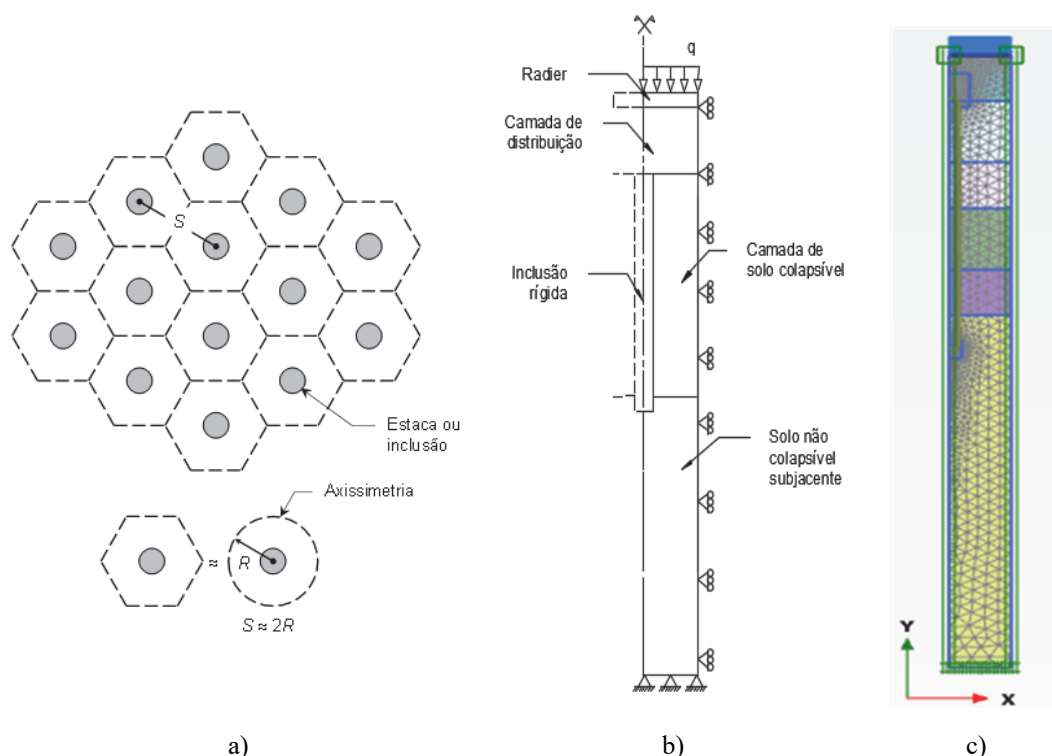 S
Estaca ou
inclusão
Axissimetria
≈
R
S ≈ 2R
a)
q
Radier
Camada de
distribuição
Inclusão
rígida
Camada de
solo colapsível
Solo não
colapsível
subjacente
b)
Y
X
c)